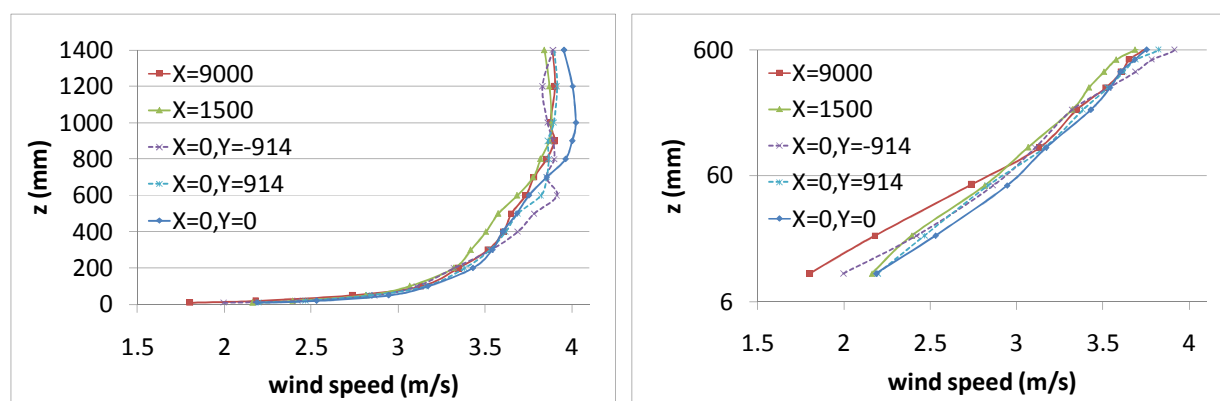 1400
1200
1000
800
600
400
200
0
z (mm)
X=9000
X=1500
X=0,Y=-914
X=0,Y=914
X=0,Y=0
1.5 2 2.5 3 3.5 4
wind speed (m/s)
600
60
6
z (mm)
X=9000
X=1500
X=0,Y=-914
X=0,Y=914
X=0,Y=0
1.5 2 2.5 3 3.5 4
wind speed (m/s)